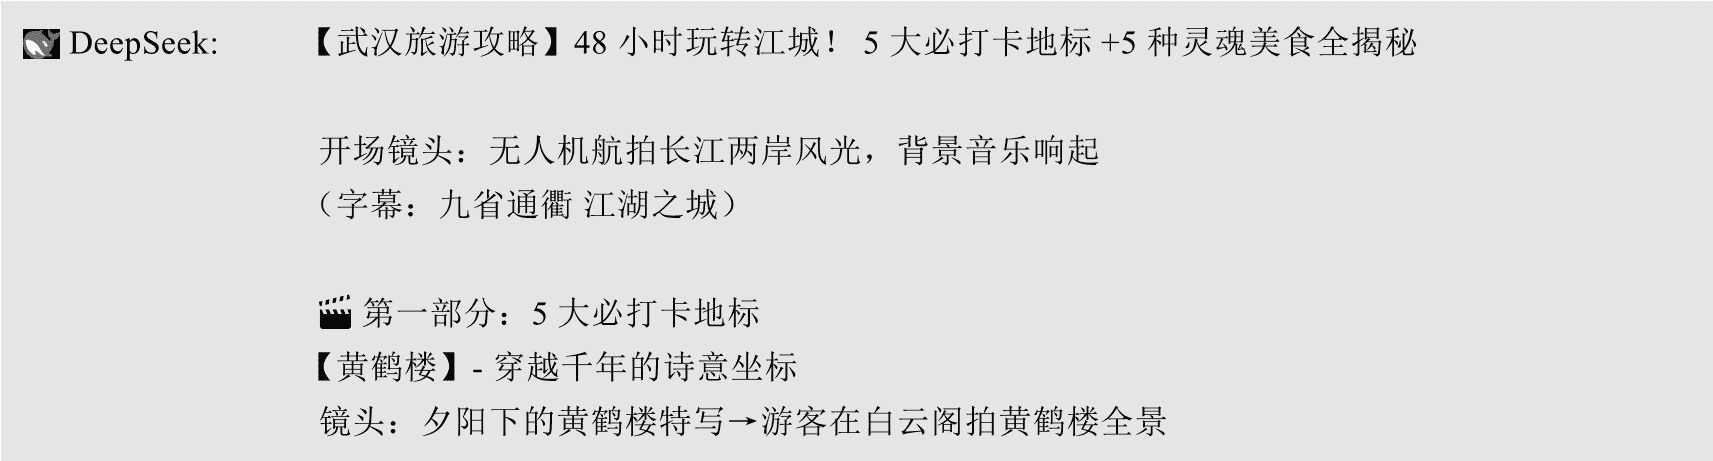 DeepSeek: 【武汉旅游攻略】48 小时玩转江城！ 5 大必打卡地标 +5 种灵魂美食全揭秘
开场镜头：无人机航拍长江两岸风光，背景音乐响起
（字幕：九省通衢 江湖之城）
🎬 第一部分：5 大必打卡地标
【黄鹤楼】- 穿越千年的诗意坐标
镜头：夕阳下的黄鹤楼特写→游客在白云阁拍黄鹤楼全景